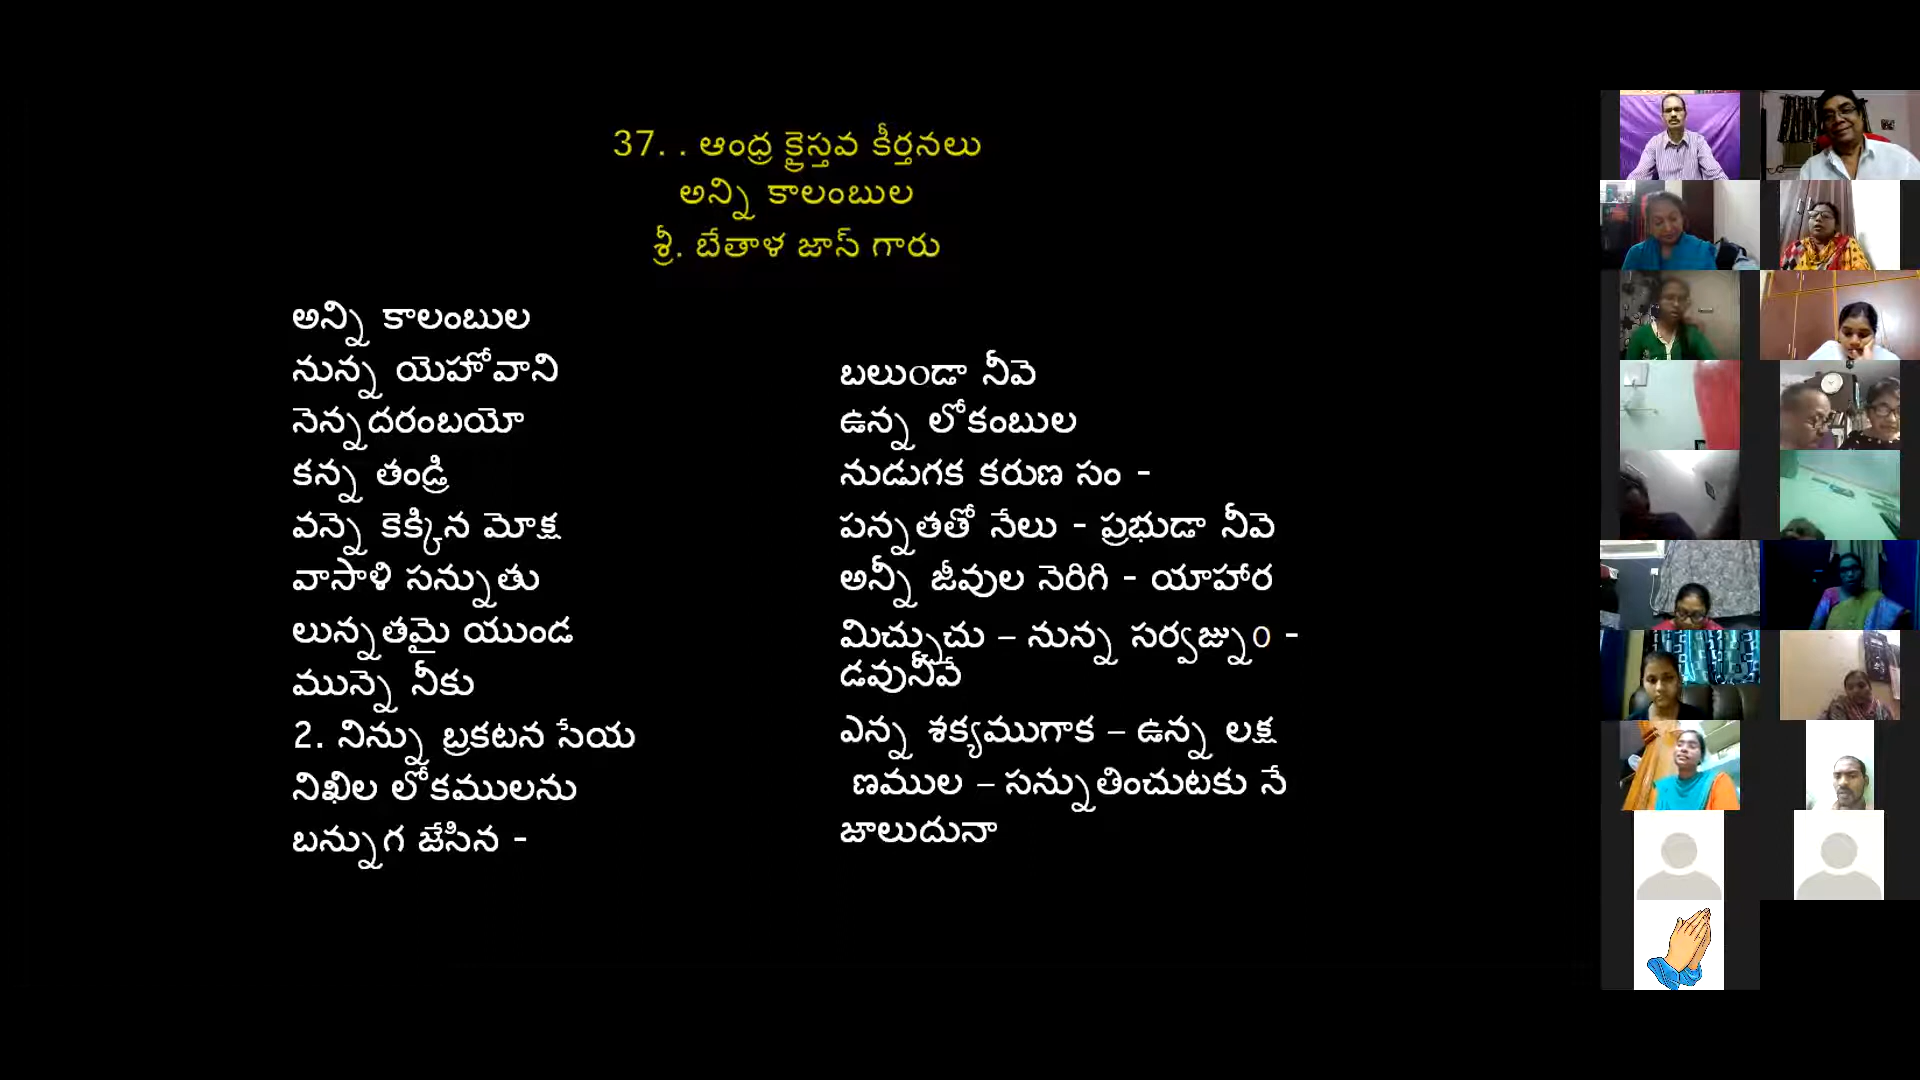 37. . ఆంధ్ర క్రైస్తవ కీర్తనలు
అన్ని కాలంబుల
శ్రీ. బేతాళ జాన్ గారు
అన్ని కాలంబుల
నున్న యెహోవాని
నెన్నదరంబయో
కన్న తండ్రి
వన్నె కెక్కిన మోక్ష
వాసాళి సన్నుతు
లున్నతమై యుండ
మున్నె నీకు
2. నిన్ను బ్రకటన సేయ
నిఖిల లోకములను
బన్నుగ జేసిన -
బలుండా నీవె
ఉన్న లోకంబుల
నుడుగక కరుణ సం -
పన్నతతో నేలు - ప్రభుడా నీవె
అన్నీ జీవుల నెరిగి - యాహార
మిచ్చుచు – నున్న సర్వజ్ను0 -
డవునీవే
ఎన్న శక్యముగాక – ఉన్న లక్ష
ణముల – సన్నుతించుటకు నే
జాలుదునా